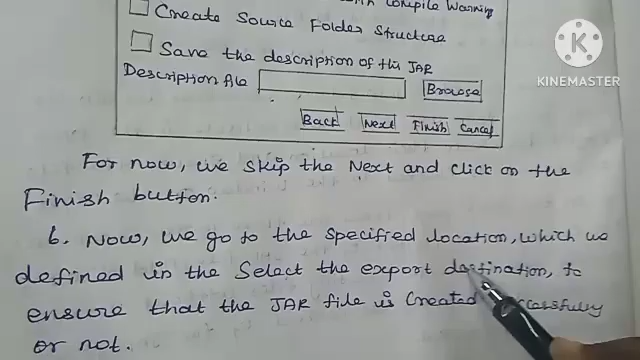 Compile Warning
Create Source Folder Structure
Save the description of the JAR
Description file Browse
Back Next Finish Cancel
KINEMASTER
For now, we skip the Next and click on the
Finish button.
6. Now, we go to the specified location, which we
defined in the Select the export destination, to
ensure that the JAR file is Created
or not.